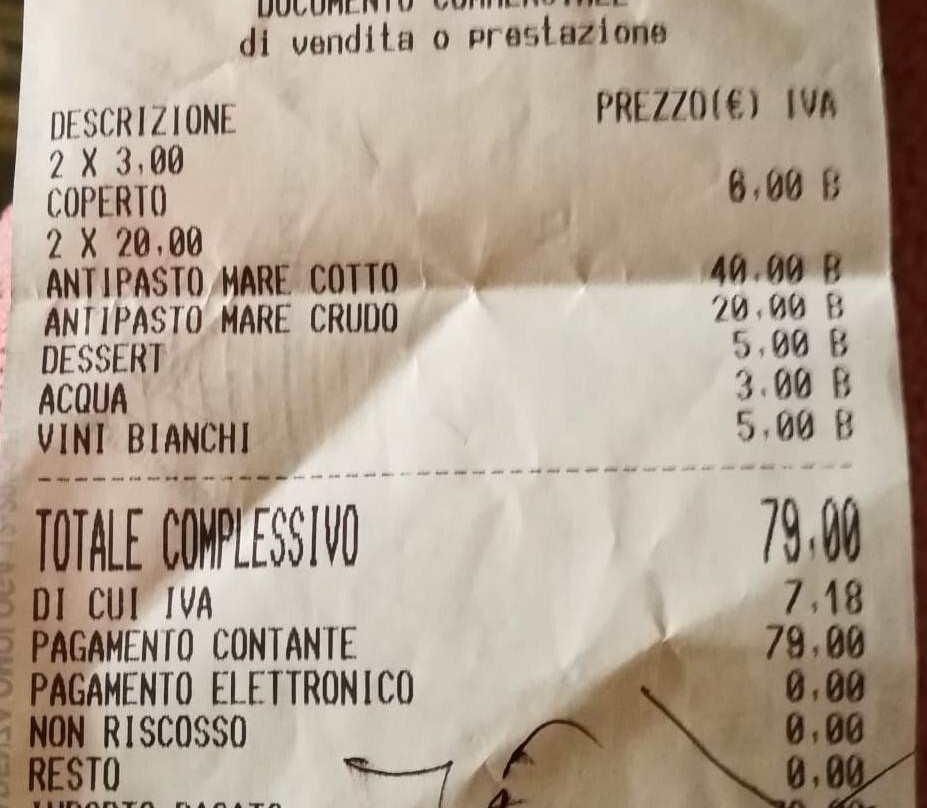 DOCUMENTO COMMERCIALE
di vendita o prestazione
DESCRIZIONE PREZZO(€) IVA
2 X 3,00
COPERTO 6,00 B
2 X 20,00
ANTIPASTO MARE COTTO 40,00 B
ANTIPASTO MARE CRUDO 20,00 B
DESSERT 5,00 B
ACQUA 3,00 B
VINI BIANCHI 5,00 B
TOTALE COMPLESSIVO 79,00
DI CUI IVA 7,18
PAGAMENTO CONTANTE 79,00
PAGAMENTO ELETTRONICO 0,00
NON RISCOSSO 0,00
RESTO 0,00